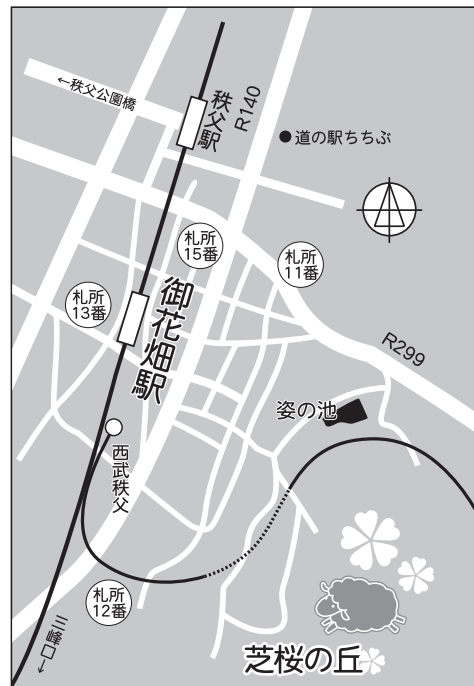 ←秩父公園橋
秩父駅
R140
道の駅ちちぶ
札所
15番
札所
11番
札所
13番
御花畑駅
R299
姿の池
西武秩父
札所
12番
三峰口→
芝桜の丘